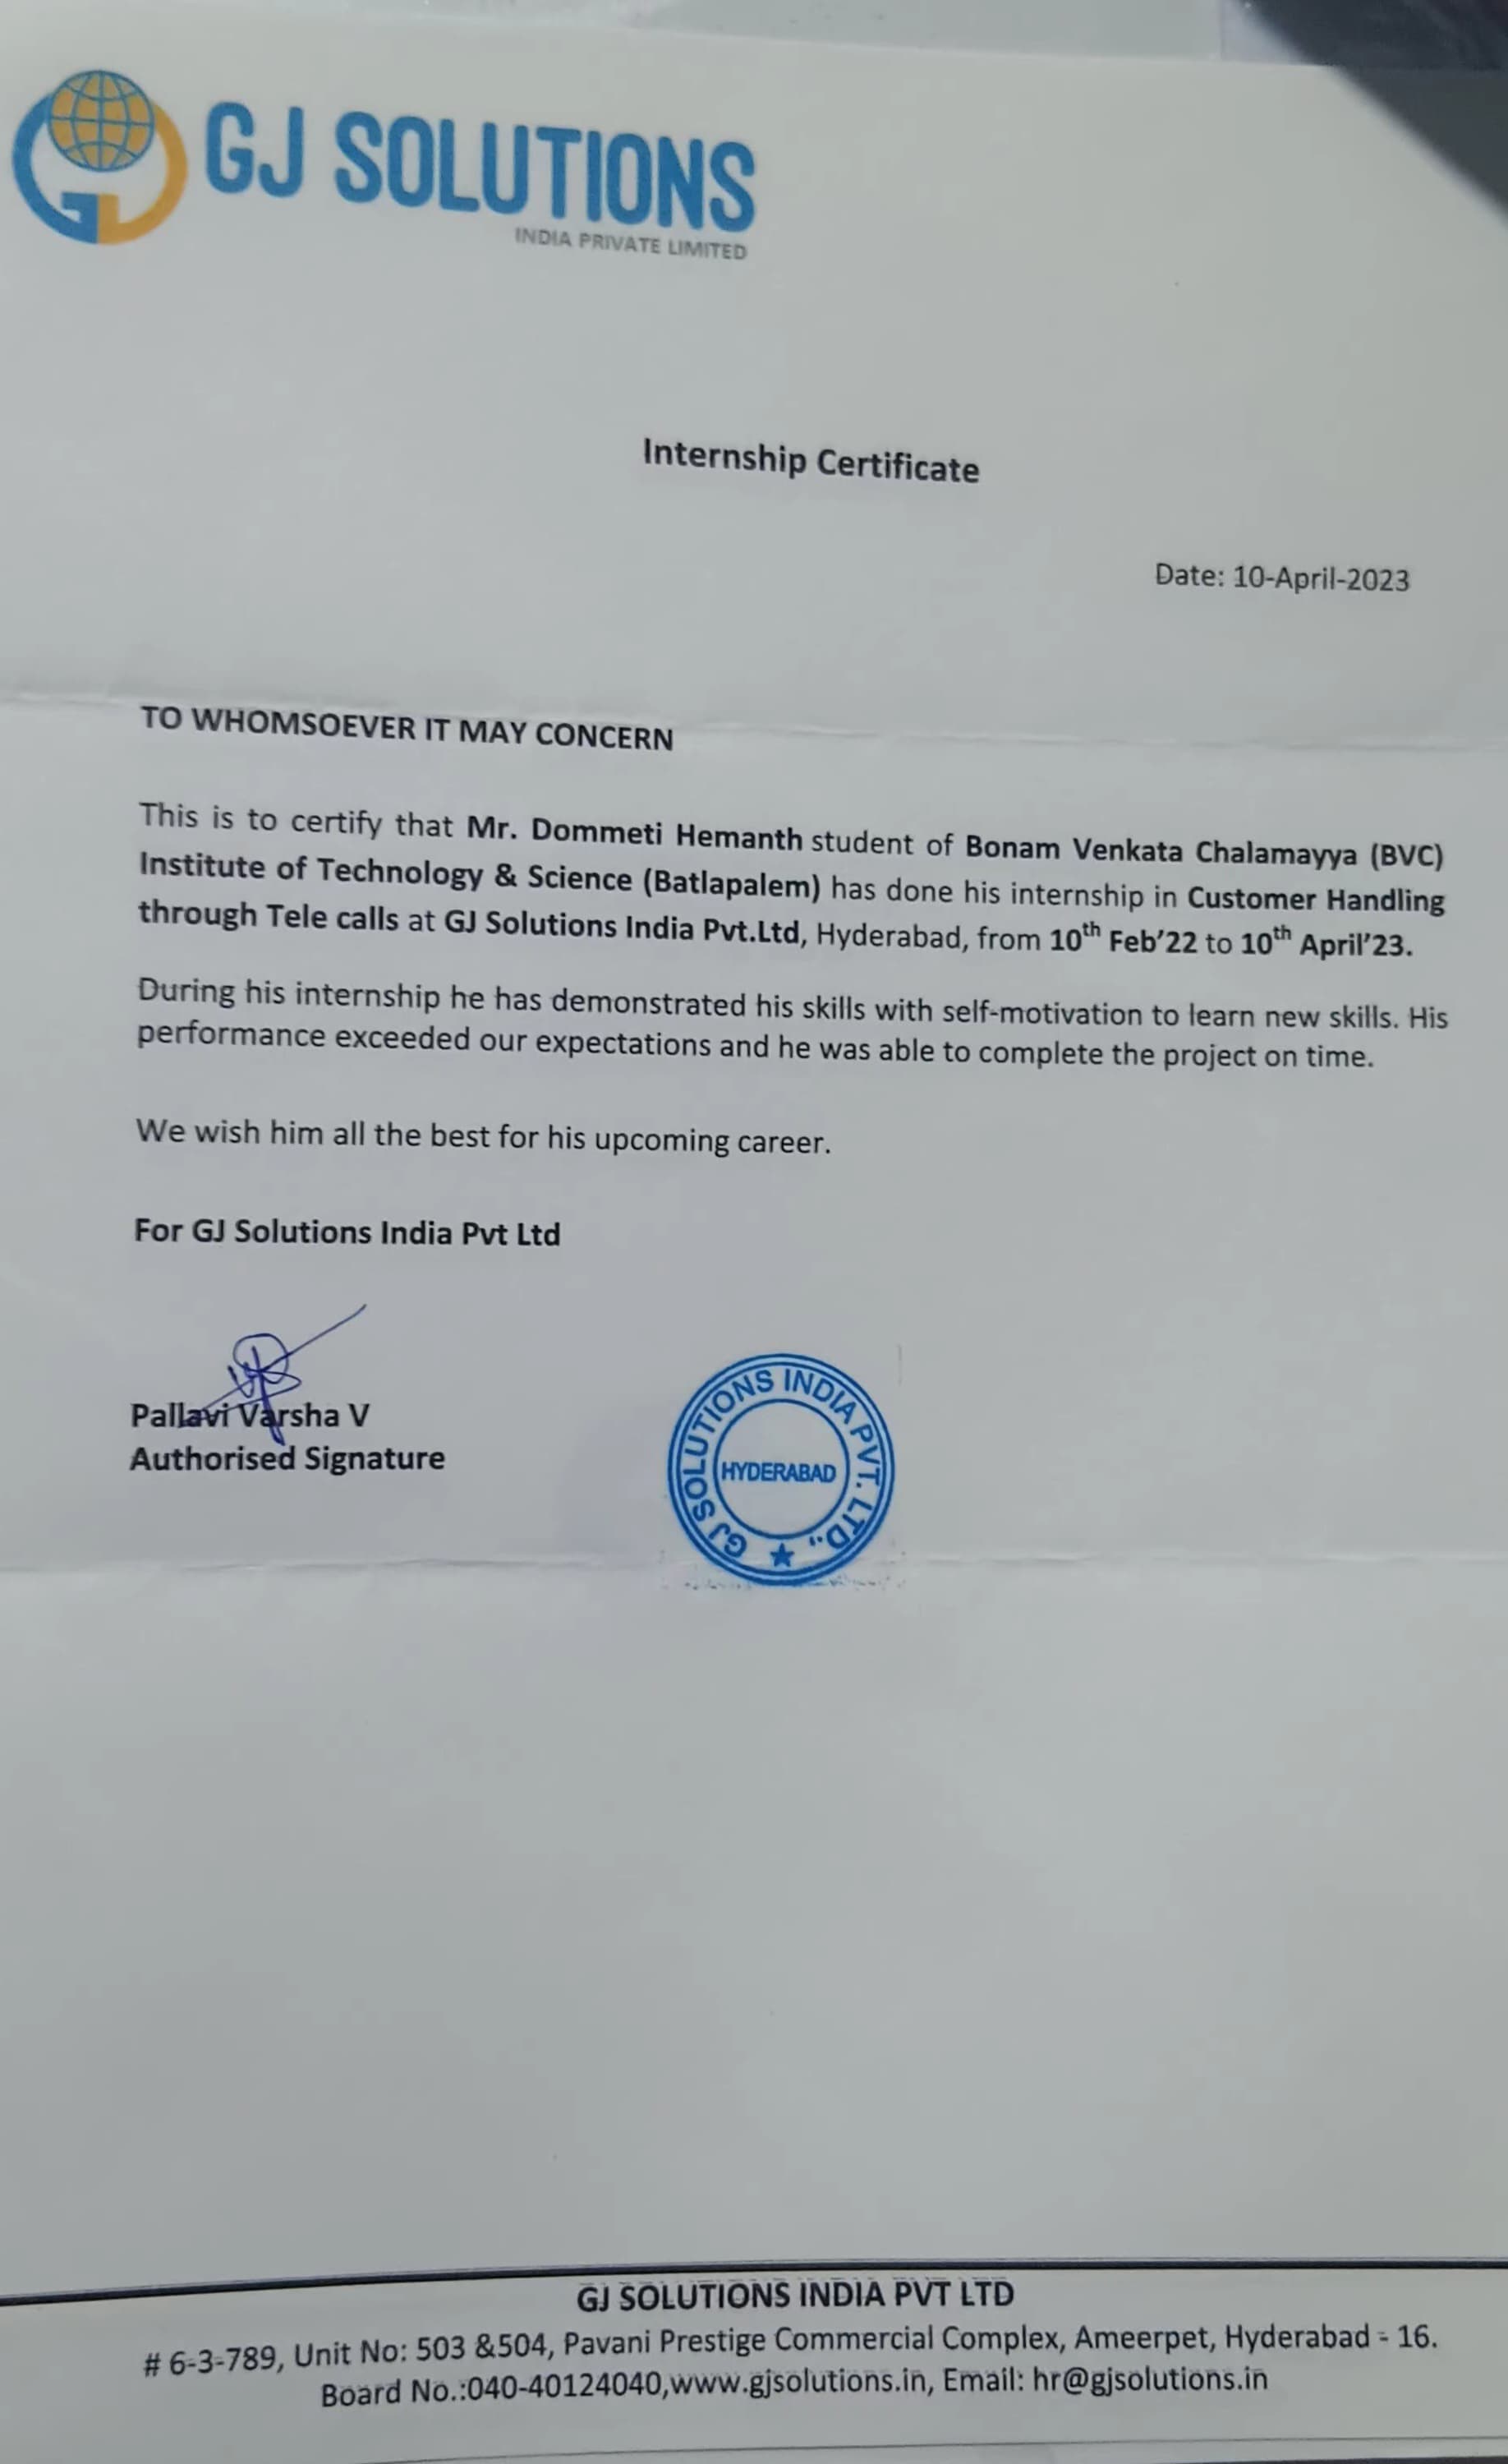 GJ SOLUTIONS
INDIA PRIVATE LIMITED
Internship Certificate
Date: 10-April-2023
TO WHOMSOEVER IT MAY CONCERN
This is to certify that Mr. Dommeti Hemanth student of Bonam Venkata Chalamayya (BVC)
Institute of Technology & Science (Batlapalem) has done his internship in Customer Handling
through Tele calls at GJ Solutions India Pvt.Ltd, Hyderabad, from 10th Feb'22 to 10th April'23.
During his internship he has demonstrated his skills with self-motivation to learn new skills. His
performance exceeded our expectations and he was able to complete the project on time.
We wish him all the best for his upcoming career.
For GJ Solutions India Pvt Ltd
Pallavi Varsha V
Authorised Signature
GJ SOLUTIONS INDIA PVT. LTD.,
HYDERABAD
GJ SOLUTIONS INDIA PVT LTD
# 6-3-789, Unit No: 503 &504, Pavani Prestige Commercial Complex, Ameerpet, Hyderabad - 16.
Board No.:040-40124040,www.gjsolutions.in, Email: hr@gjsolutions.in